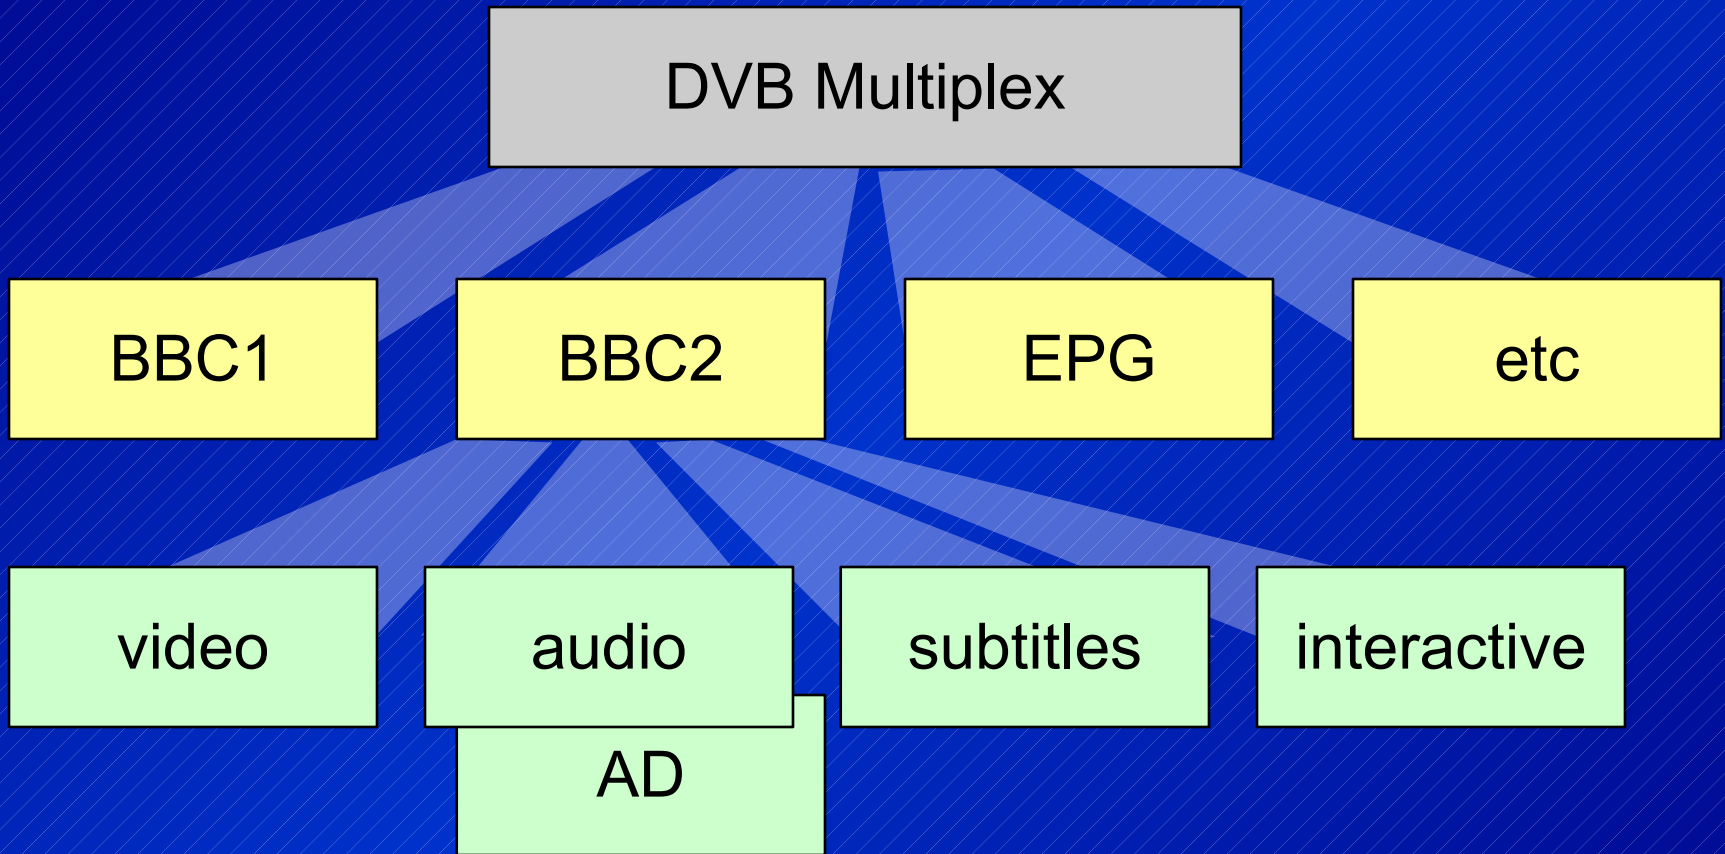 DVB Multiplex
BBC1
BBC2
EPG
etc
video
audio
subtitles
interactive
AD